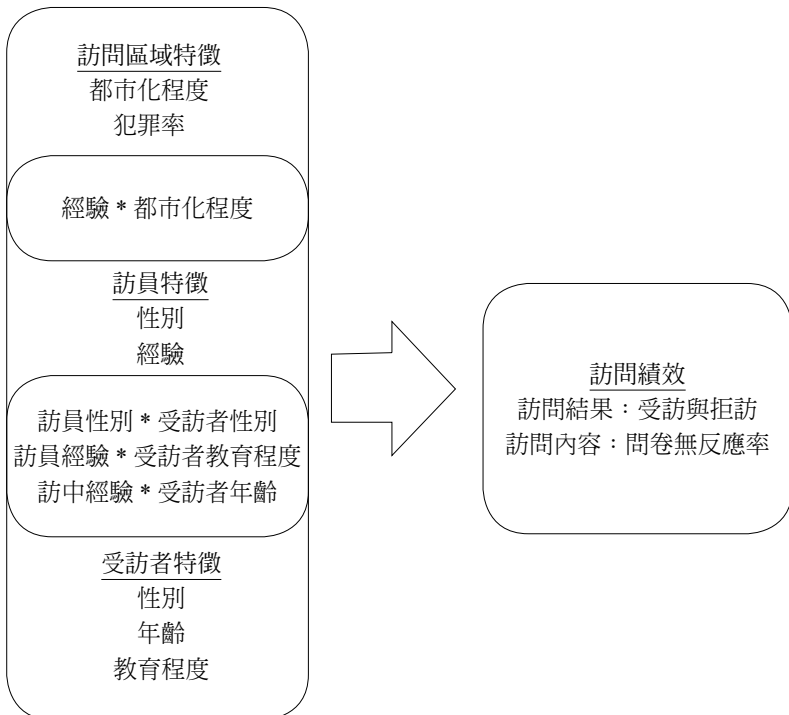 訪問區域特徵
都市化程度
犯罪率
經驗 * 都市化程度
訪員特徵
性別
經驗
訪員性別 * 受訪者性別
訪員經驗 * 受訪者教育程度
訪中經驗 * 受訪者年齡
受訪者特徵
性別
年齡
教育程度
訪問績效
訪問結果：受訪與拒訪
訪問內容：問卷無反應率